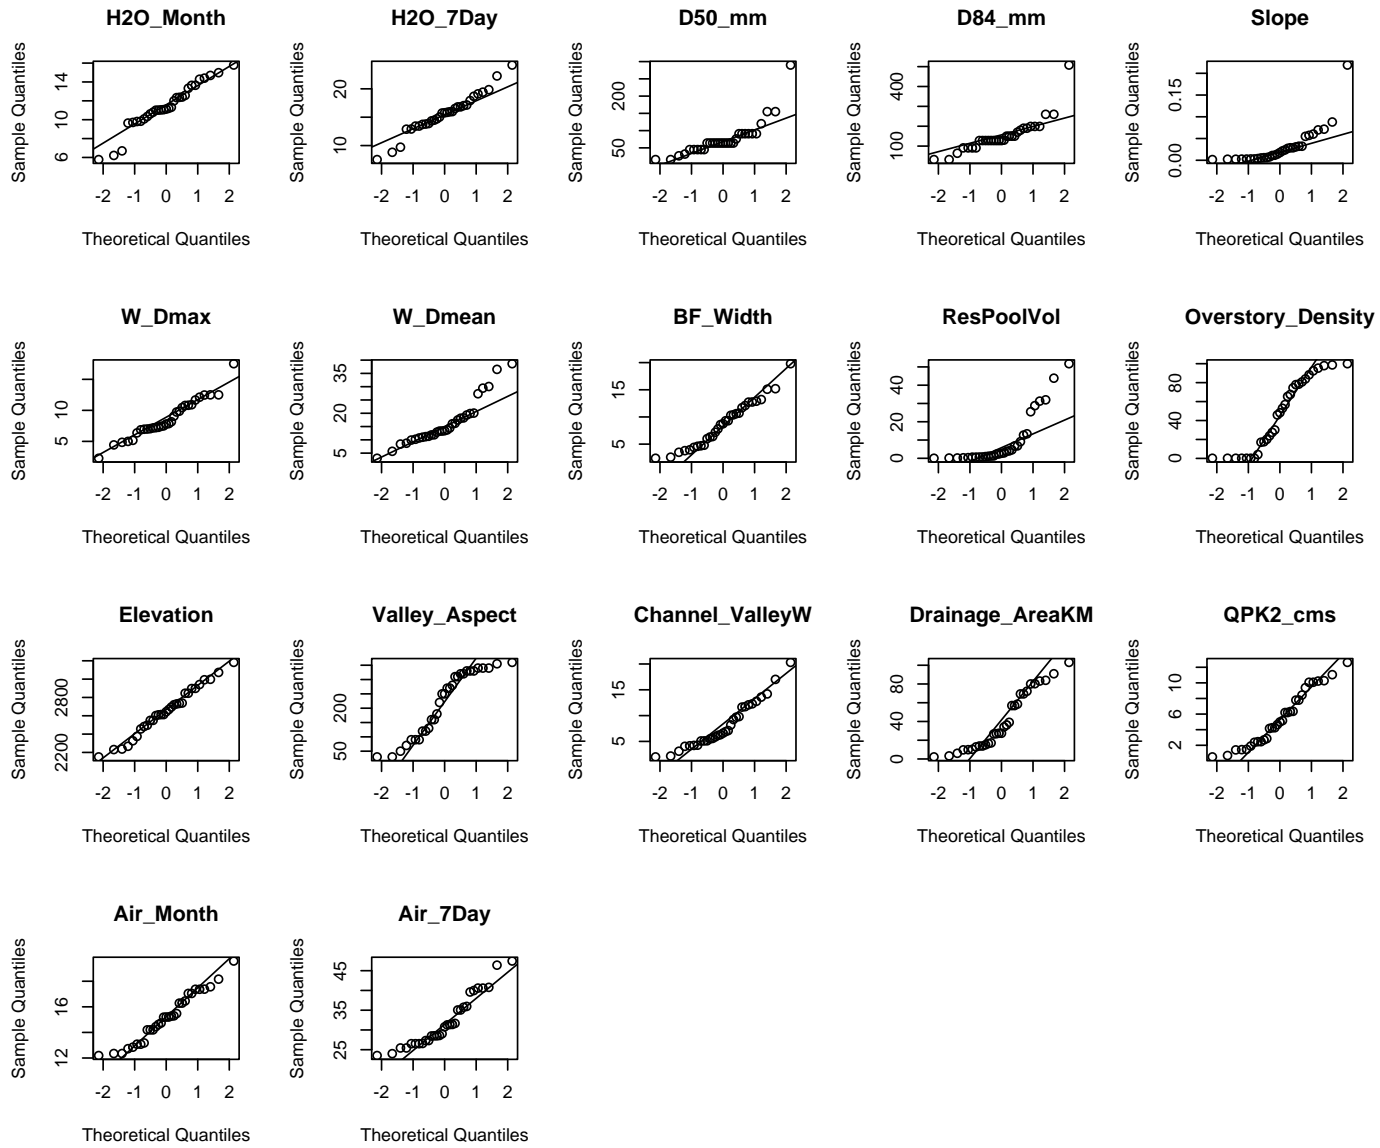 H2O_Month H2O_7Day D50_mm D84_mm Slope
Sample Quantiles Sample Quantiles Sample Quantiles Sample Quantiles Sample Quantiles
6 10 14
10 20
50 200
100 400
0.00 0.15
-2 -1 0 1 2 -2 -1 0 1 2 -2 -1 0 1 2 -2 -1 0 1 2 -2 -1 0 1 2
Theoretical Quantiles Theoretical Quantiles Theoretical Quantiles Theoretical Quantiles Theoretical Quantiles
W_Dmax W_Dmean BF_Width ResPoolVol Overstory_Density
Sample Quantiles Sample Quantiles Sample Quantiles Sample Quantiles Sample Quantiles
5 10
5 20 35
5 15
0 20 40
0 40 80
-2 -1 0 1 2 -2 -1 0 1 2 -2 -1 0 1 2 -2 -1 0 1 2 -2 -1 0 1 2
Theoretical Quantiles Theoretical Quantiles Theoretical Quantiles Theoretical Quantiles Theoretical Quantiles
Elevation Valley_Aspect Channel_ValleyW Drainage_AreaKM QPK2_cms
Sample Quantiles Sample Quantiles Sample Quantiles Sample Quantiles Sample Quantiles
2200 2800
50 200
5 15
0 40 80
2 6 10
-2 -1 0 1 2 -2 -1 0 1 2 -2 -1 0 1 2 -2 -1 0 1 2 -2 -1 0 1 2
Theoretical Quantiles Theoretical Quantiles Theoretical Quantiles Theoretical Quantiles Theoretical Quantiles
Air_Month Air_7Day
Sample Quantiles Sample Quantiles
12 16
25 35 45
-2 -1 0 1 2 -2 -1 0 1 2
Theoretical Quantiles Theoretical Quantiles